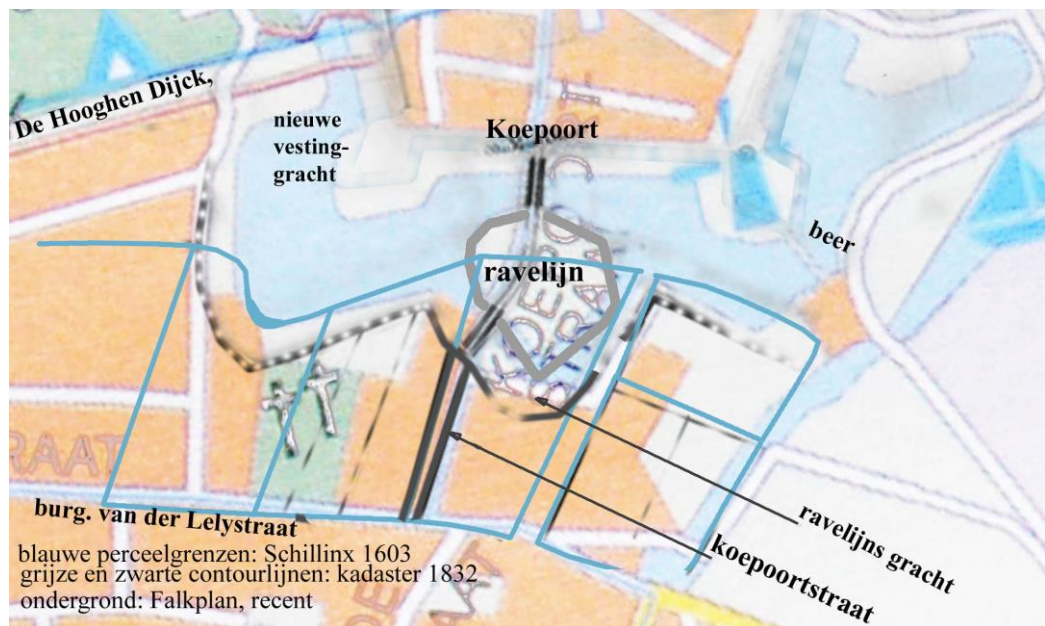 De Hooghen Dijck,
nieuwe
vesting-
gracht
Koepoort
beer
ravelijn
RAAT
burg. van der Lelystraat
ravelijns gracht
koepoortstraat
blauwe perceelgrenzen: Schillinx 1603
grijze en zwarte contourlijnen: kadaster 1832
ondergrond: Falkplan, recent